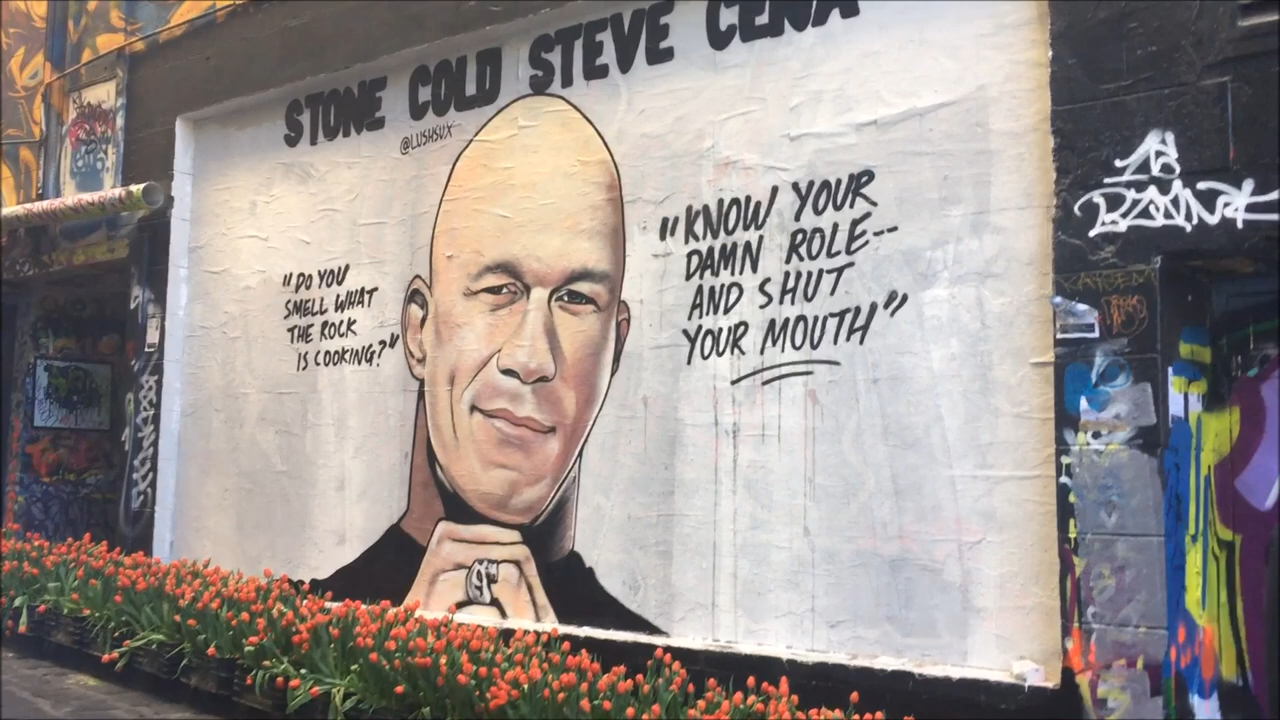 STONE COLD STEVE CENA
@LUSHSUX
"DO YOU
SMELL WHAT
THE ROCK
IS COOKING?"
"KNOW YOUR
DAMN ROLE--
AND SHUT
YOUR MOUTH"